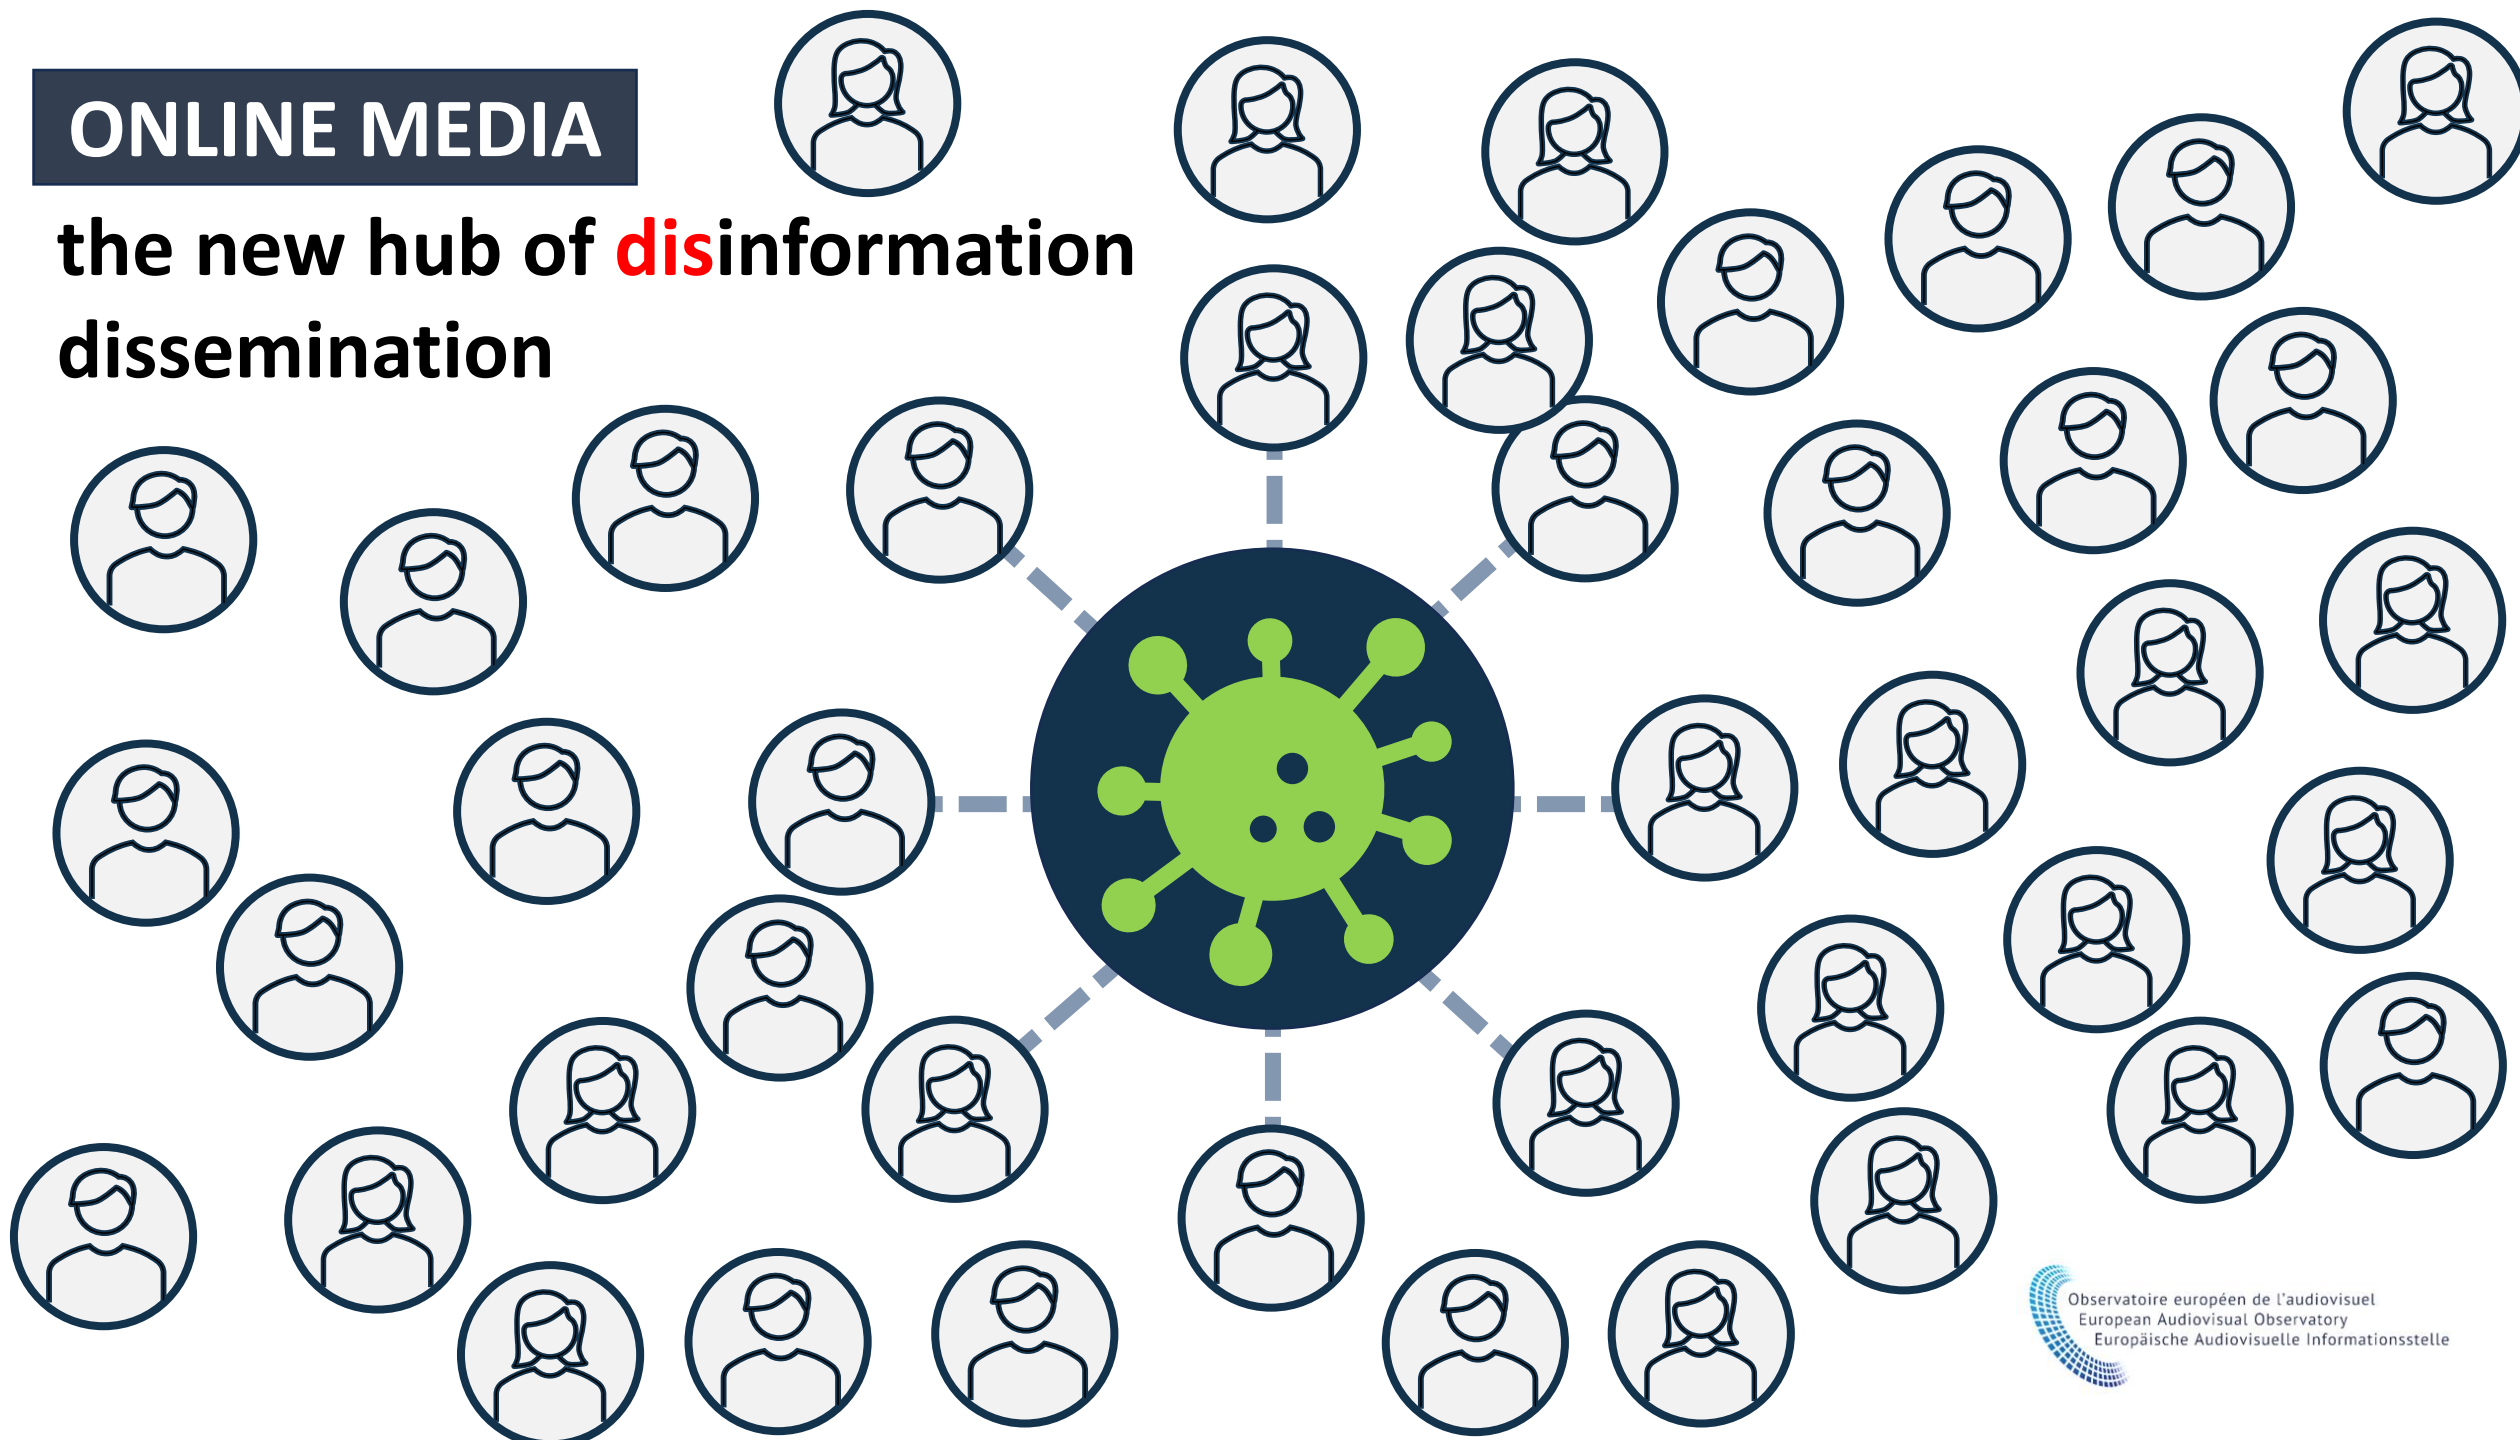 ONLINE MEDIA
the new hub of disinformation
dissemination
Observatoire européen de l'audiovisuel
European Audiovisual Observatory
Europäische Audiovisuelle Informationsstelle